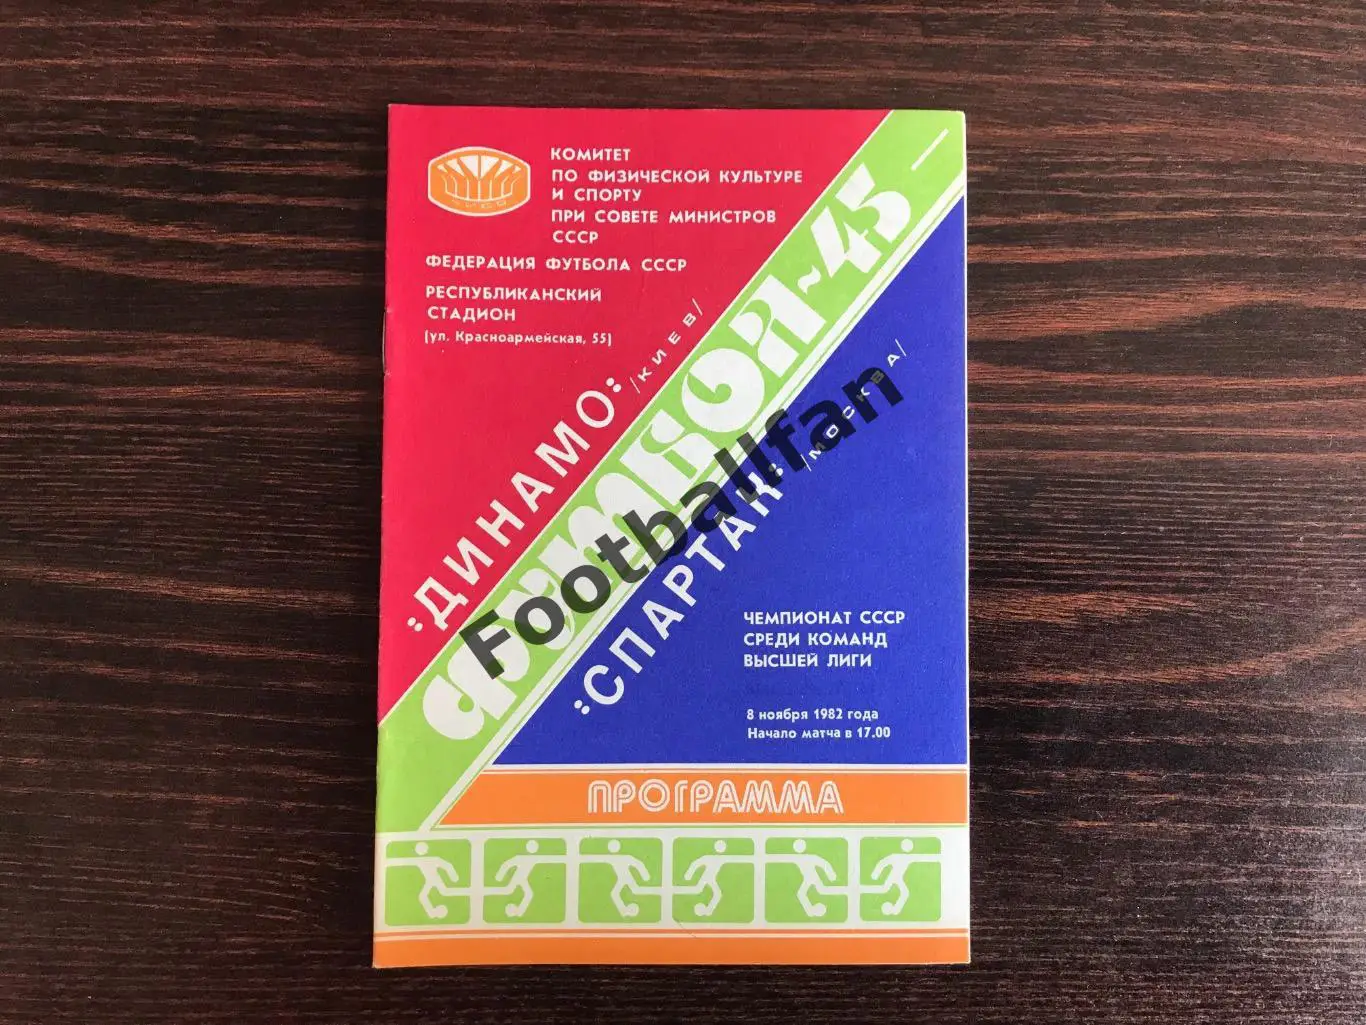 КОМИТЕТ
ПО ФИЗИЧЕСКОЙ КУЛЬТУРЕ
И СПОРТУ
ПРИ СОВЕТЕ МИНИСТРОВ
СССР
ФЕДЕРАЦИЯ ФУТБОЛА СССР
РЕСПУБЛИКАНСКИЙ
СТАДИОН
(ул. Красноармейская, 55)
:ДИНАМО: /КИЕВ/
ФУТБОЛ~45
:СПАРТАК: /МОСКВА/
Footballfan
ЧЕМПИОНАТ СССР
СРЕДИ КОМАНД
ВЫСШЕЙ ЛИГИ
8 ноября 1982 года
Начало матча в 17.00
ПРОГРАММА